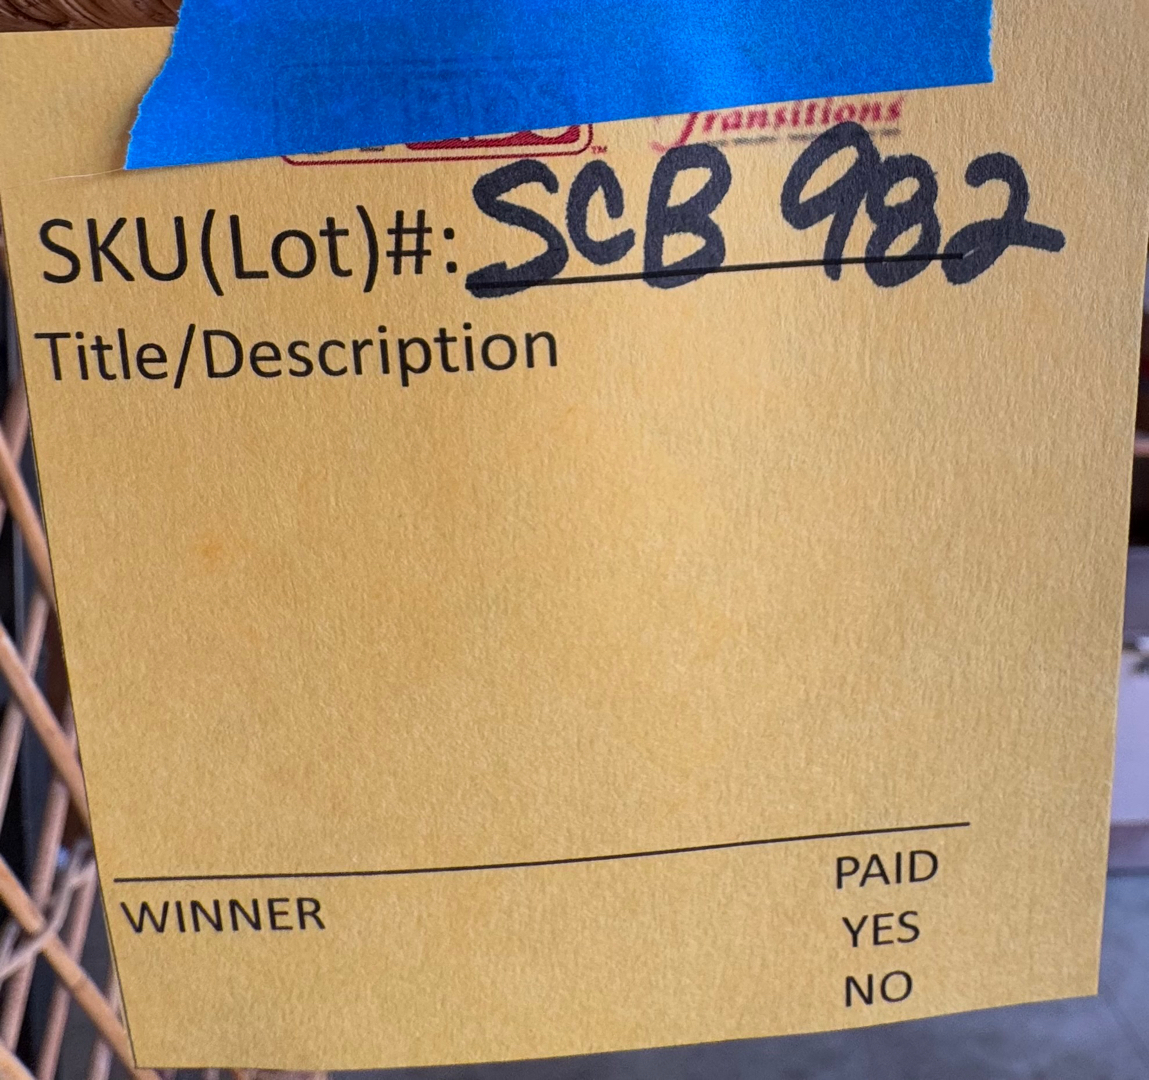 Transitions
SKU(Lot)#: SCB 982
Title/Description
WINNER
PAID
YES
NO